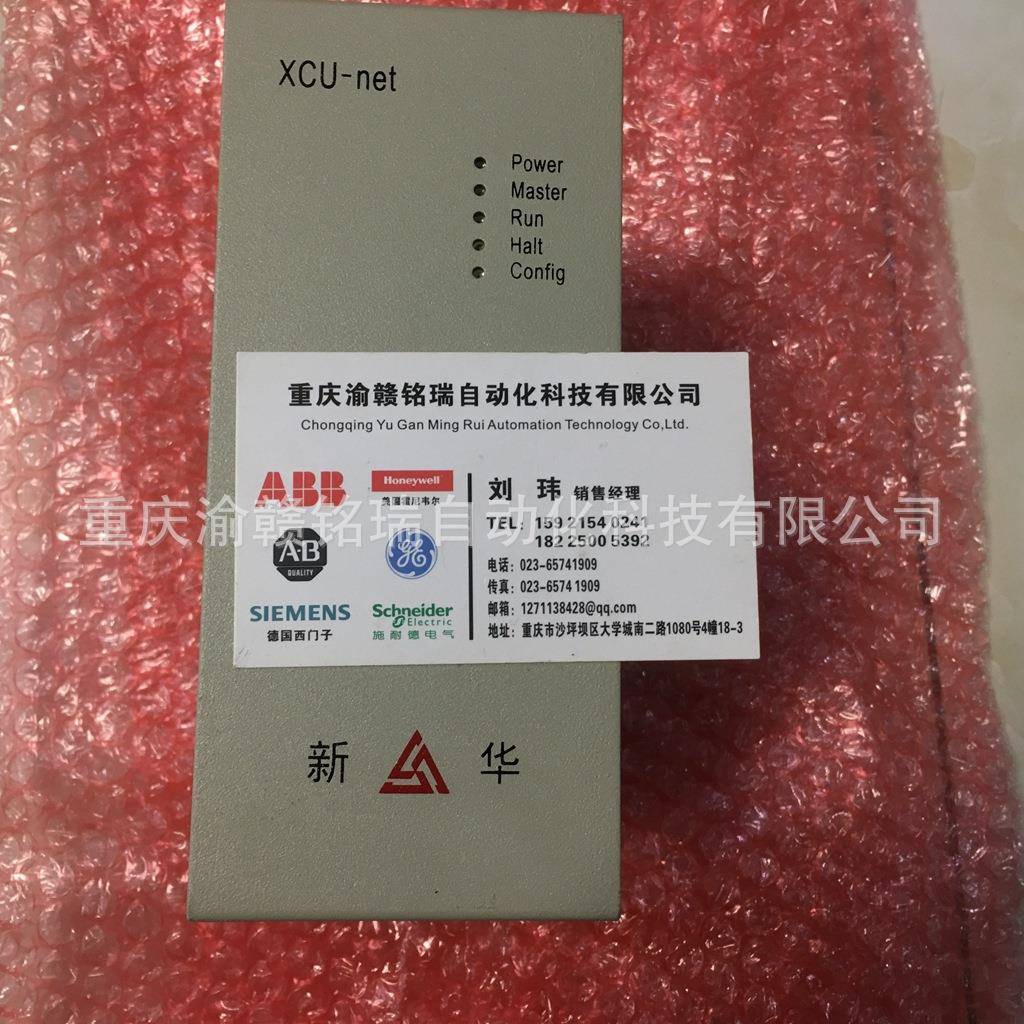 XCU-net
Power
Master
Run
Halt
Config
重庆渝赣铭瑞自动化科技有限公司
Chongqing Yu Gan Ming Rui Automation Technology Co,Ltd.
ABB
Honeywell
美国霍尼韦尔
AB
QUALITY
GE
SIEMENS
德国西门子
Schneider
Electric
施耐德电气
刘 玮 销售经理
TEL: 159 2154 0241
182 2500 5392
电话:023-65741909
传真:023-6574 1909
邮箱:1271138428@qq.com
地址:重庆市沙坪坝区大学城南二路1080号4幢18-3
重庆渝赣铭瑞自动化科技有限公司
新 华